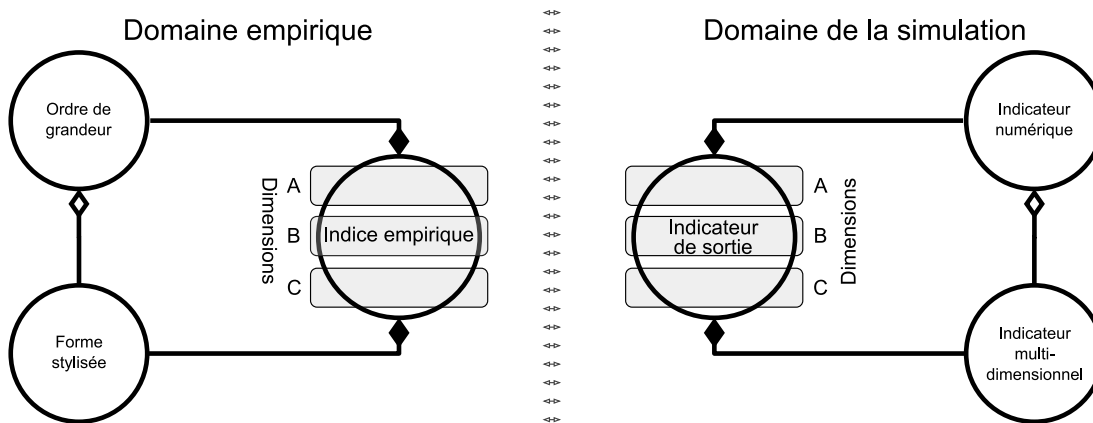 Domaine empirique
Ordre de
grandeur
Dimensions
A
B
C
Indice empirique
Forme
stylisée
Domaine de la simulation
Indicateur
numérique
Indicateur
de sortie
A
B
C
Dimensions
Indicateur
multi-
dimensionnel